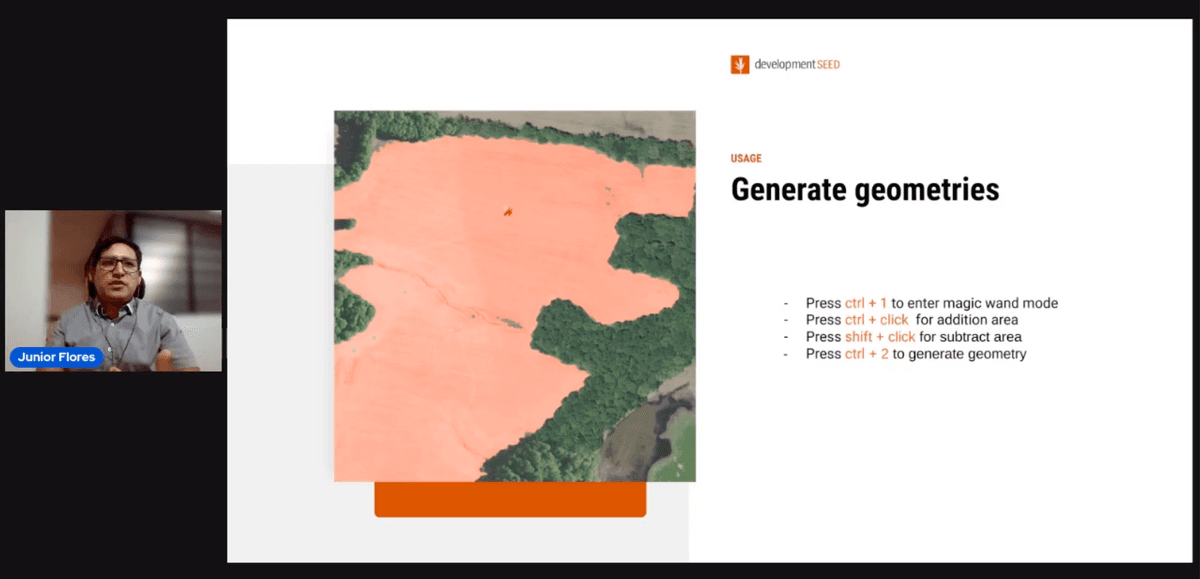 developmentSEED
USAGE
Generate geometries
- Press ctrl + 1 to enter magic wand mode
- Press ctrl + click for addition area
- Press shift + click for subtract area
- Press ctrl + 2 to generate geometry
Junior Flores